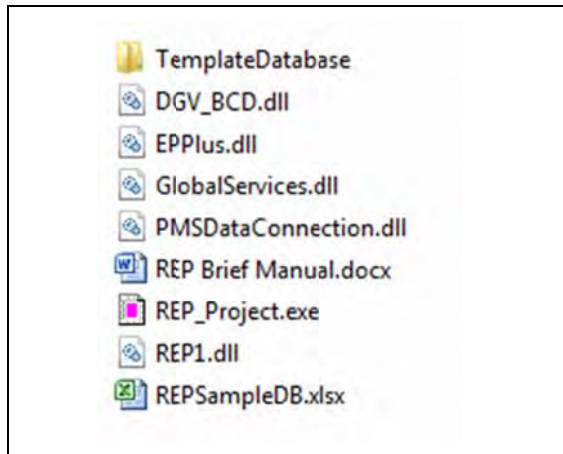 TemplateDatabase
DGV_BCD.dll
EPPlus.dll
GlobalServices.dll
PMSDataConnection.dll
REP Brief Manual.docx
REP_Project.exe
REP1.dll
REPSampleDB.xlsx